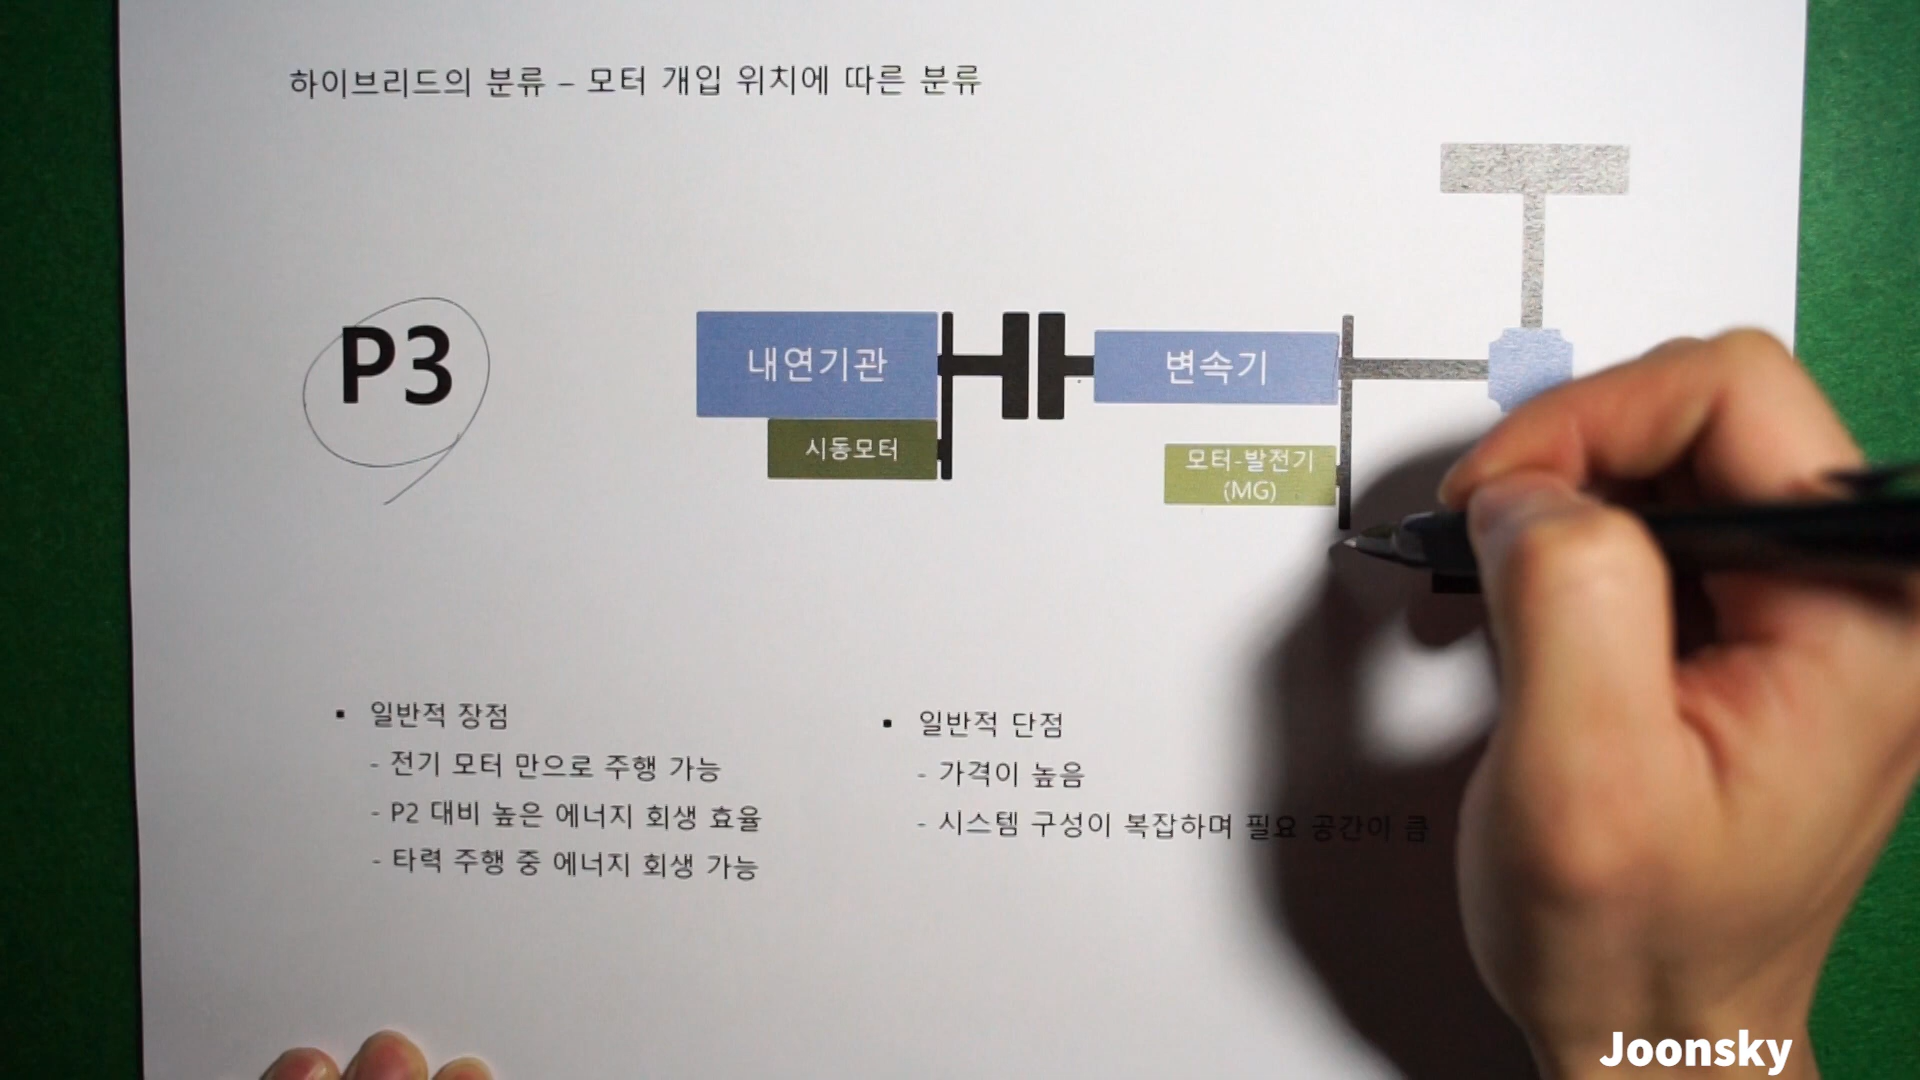 하이브리드의 분류 – 모터 개입 위치에 따른 분류
P3
내연기관
변속기
시동모터
모터-발전기
(MG)
▪ 일반적 장점
- 전기 모터 만으로 주행 가능
- P2 대비 높은 에너지 회생 효율
- 타력 주행 중 에너지 회생 가능
▪ 일반적 단점
- 가격이 높음
- 시스템 구성이 복잡하며 필요 공간이 큼
Joonsky